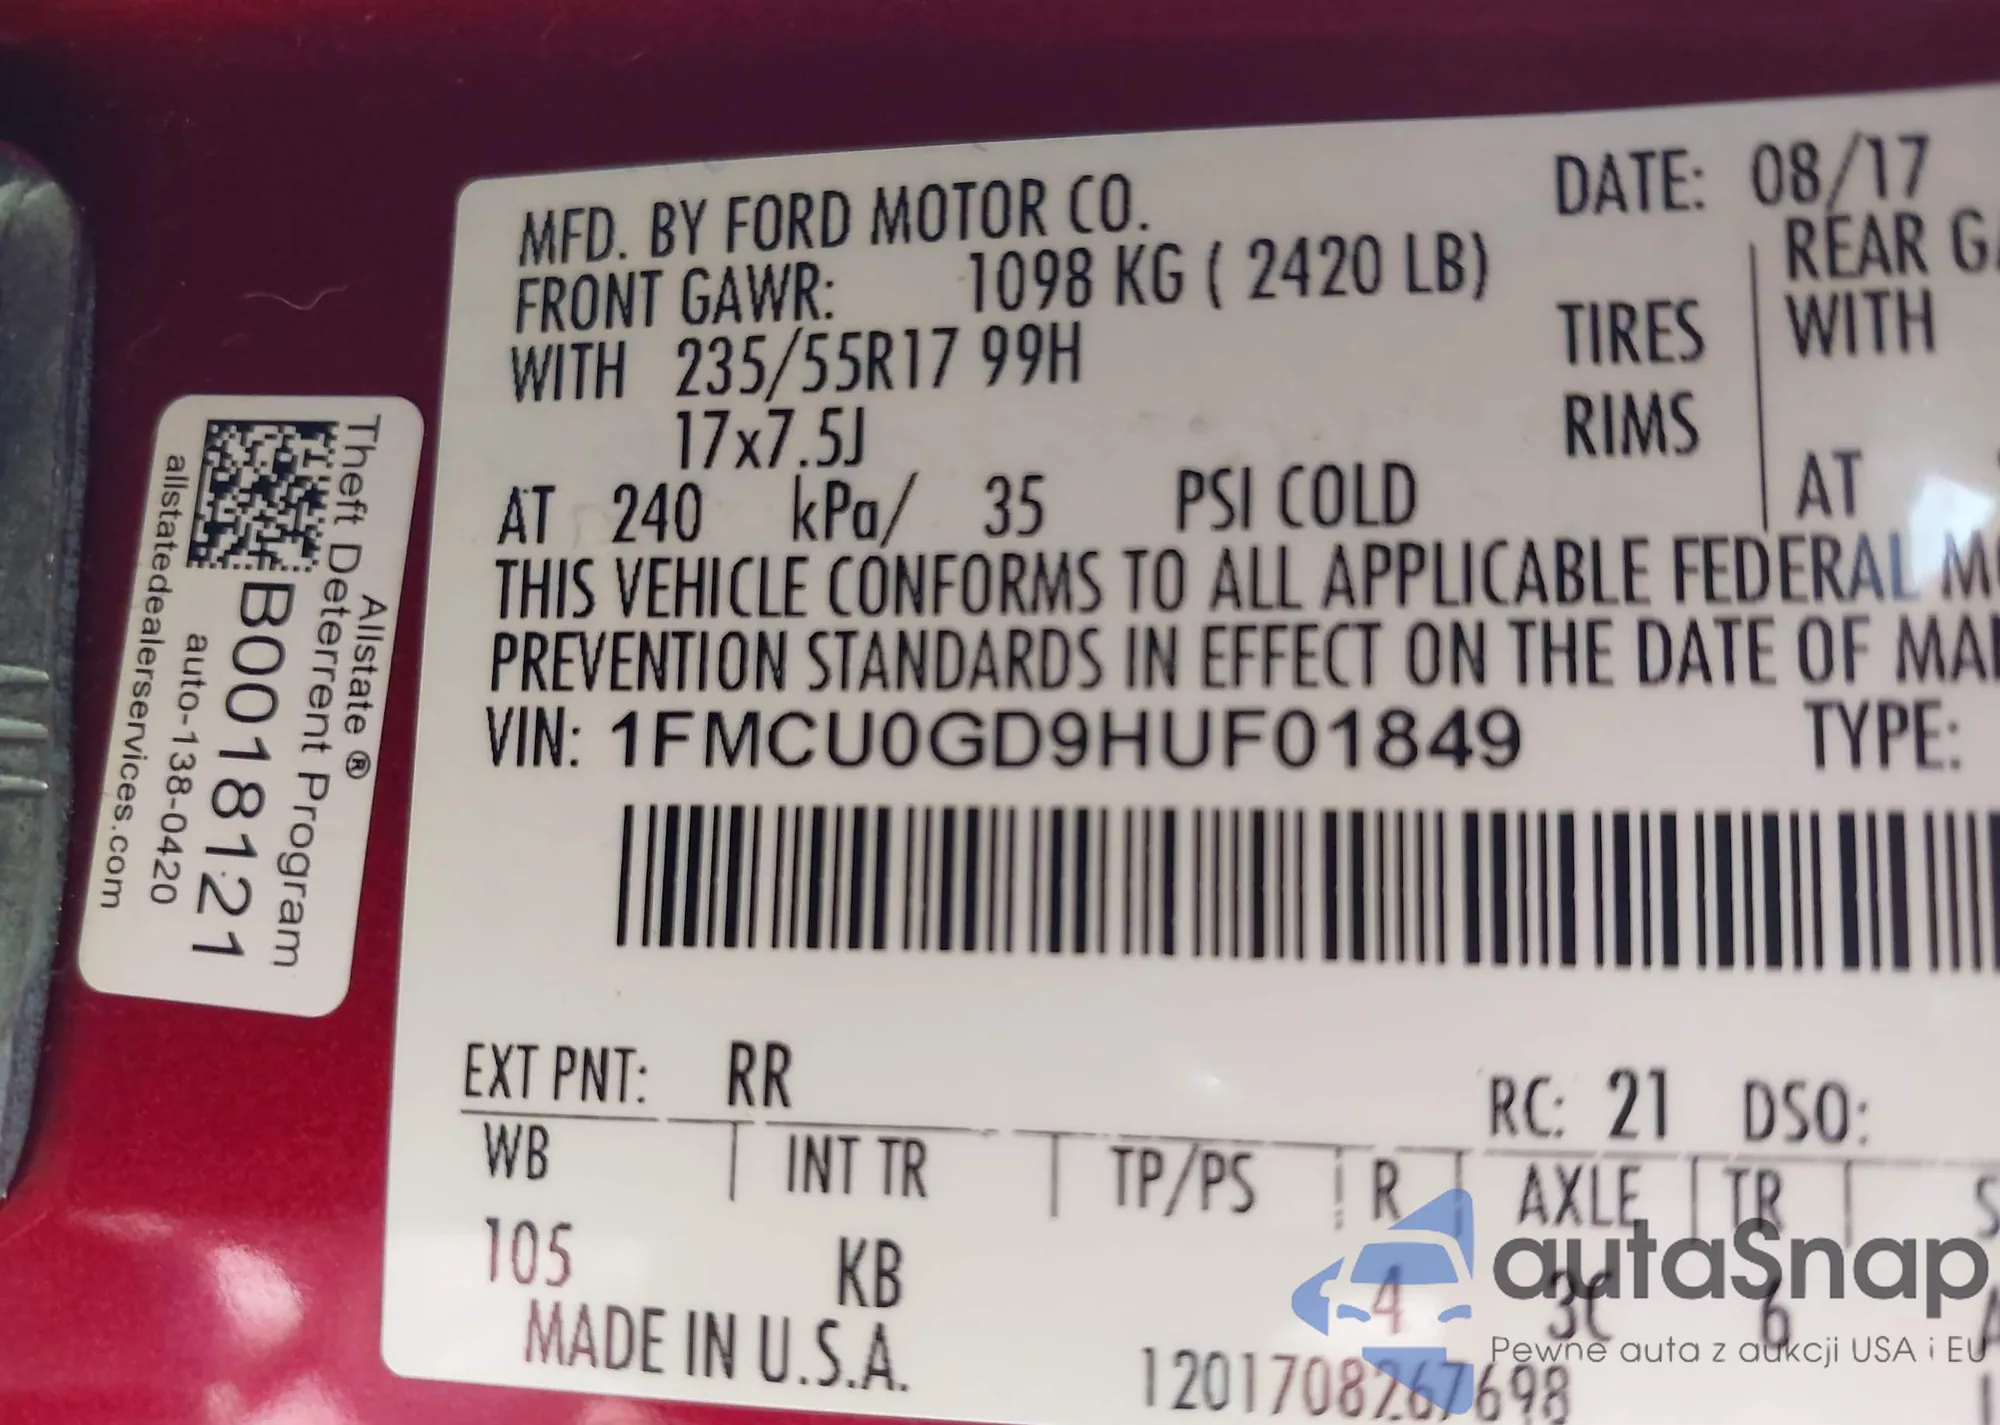 MFD. BY FORD MOTOR CO.
DATE: 08/17
FRONT GAWR: 1098 KG ( 2420 LB)
REAR
WITH 235/55R17 99H
TIRES
WITH
17x7.5J
RIMS
AT 240 kPa/ 35 PSI COLD
AT
THIS VEHICLE CONFORMS TO ALL APPLICABLE FEDERAL
PREVENTION STANDARDS IN EFFECT ON THE DATE OF
VIN: 1FMCU0GD9HUF01849
TYPE:
EXT PNT: RR
RC: 21 DSO:
WB INT TR TP/PS R AXLE TR
105 KB 4 3C 6
MADE IN U.S.A.
1201708267698
Allstate ®
Theft Deterrent Program
B0018121
auto-138-0420
allstatedealerservices.com
autaSnap
Pewne auta z aukcji USA i EU